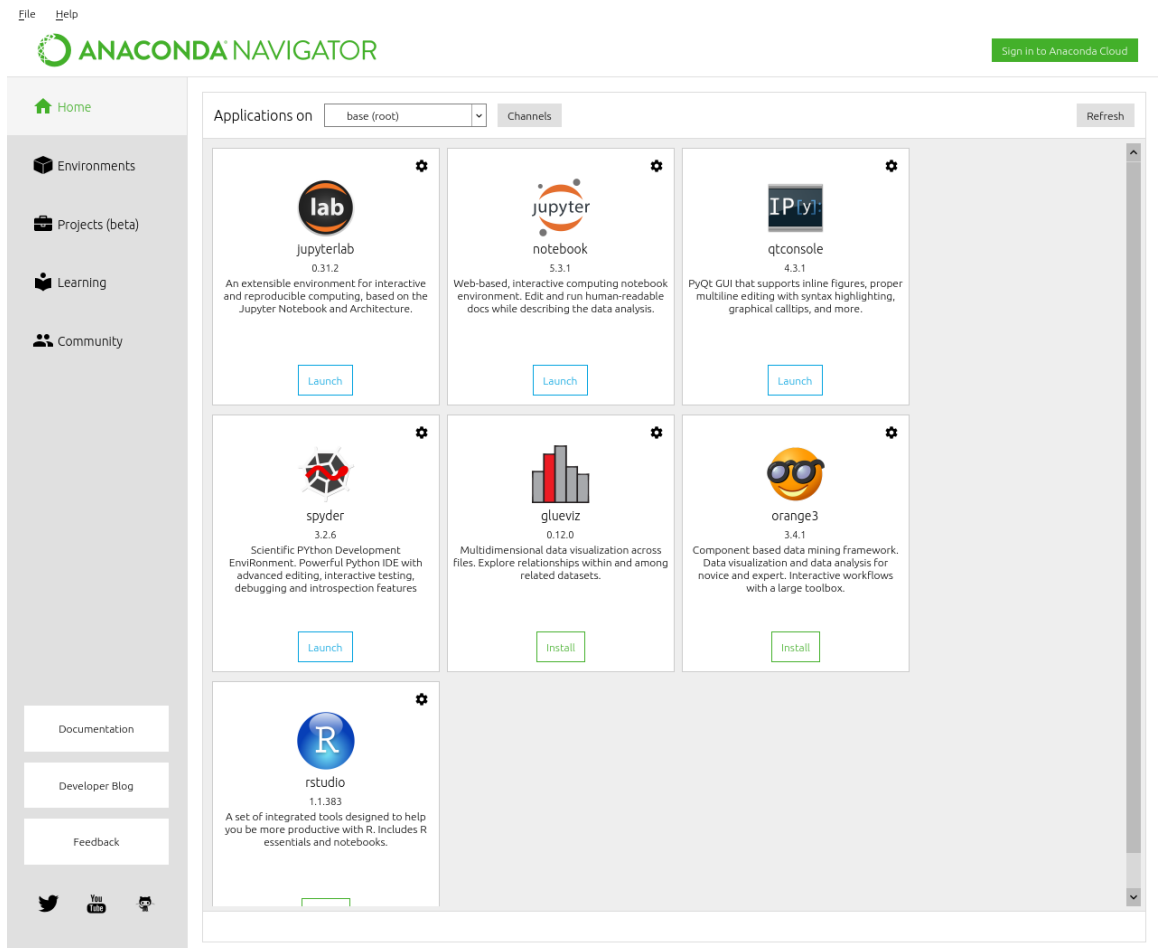 File Help
ANACONDA NAVIGATOR
Sign in to Anaconda Cloud
Home
Environments
Projects (beta)
Learning
Community
Documentation
Developer Blog
Feedback
You
Tube
Applications on base (root) Channels Refresh
lab
jupyterlab
0.31.2
An extensible environment for interactive
and reproducible computing, based on the
Jupyter Notebook and Architecture.
Launch
jupyter
notebook
5.3.1
Web-based, interactive computing notebook
environment. Edit and run human-readable
docs while describing the data analysis.
Launch
IP[y]:
qtconsole
4.3.1
PyQt GUI that supports inline figures, proper
multiline editing with syntax highlighting,
graphical calltips, and more.
Launch
spyder
3.2.6
Scientific PYthon Development
EnviRonment. Powerful Python IDE with
advanced editing, interactive testing,
debugging and introspection features
Launch
glueviz
0.12.0
Multidimensional data visualization across
files. Explore relationships within and among
related datasets.
Install
orange3
3.4.1
Component based data mining framework.
Data visualization and data analysis for
novice and expert. Interactive workflows
with a large toolbox.
Install
R
rstudio
1.1.383
A set of integrated tools designed to help
you be more productive with R. Includes R
essentials and notebooks.